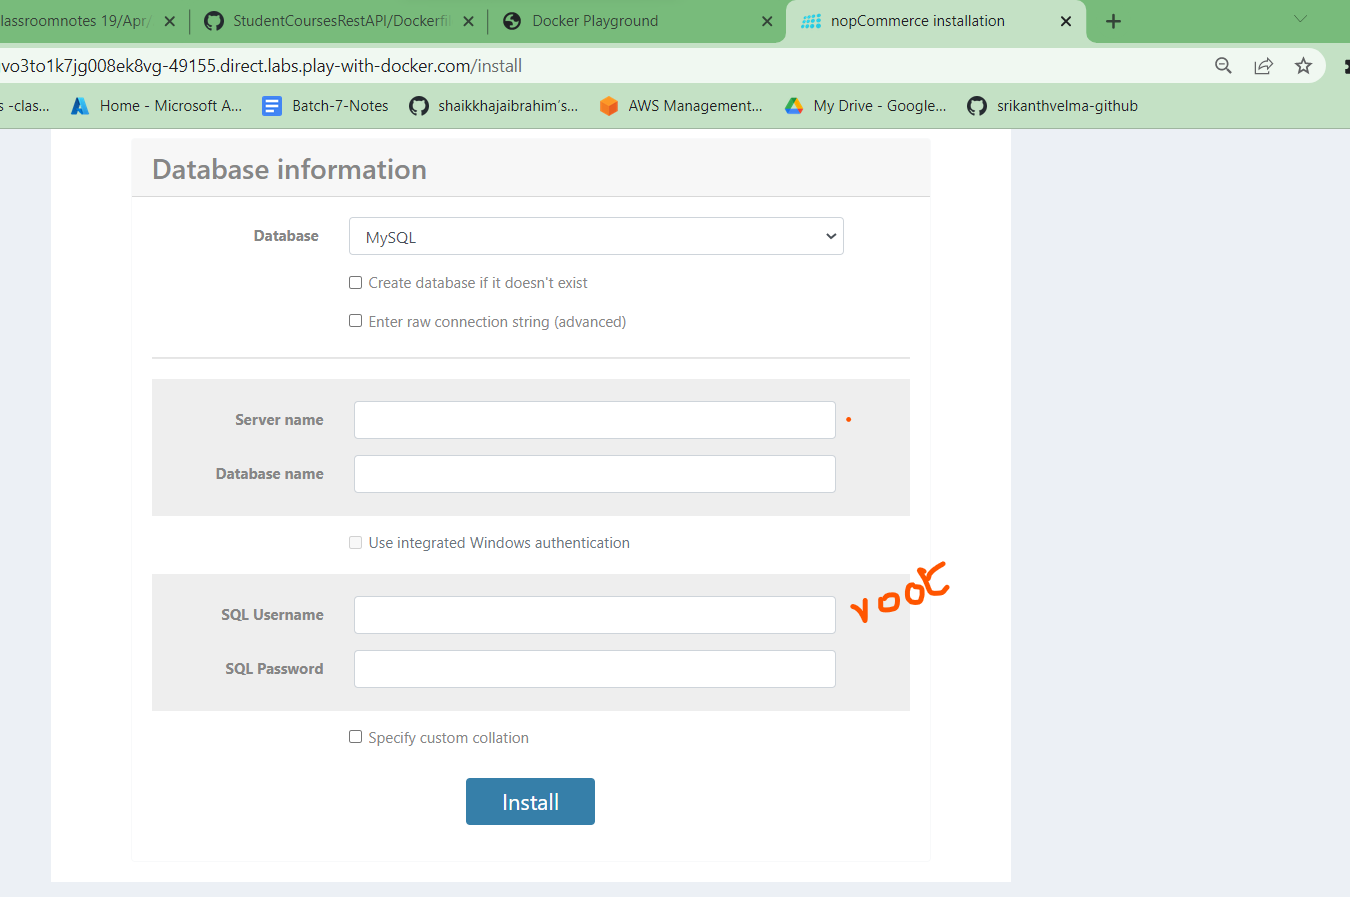 lassroomnotes 19/Apr/ StudentCoursesRestAPI/Dockerfil Docker Playground nopCommerce installation
vo3to1k7jg008ek8vg-49155.direct.labs.play-with-docker.com/install
s -clas... Home - Microsoft A... Batch-7-Notes shaikkhajaibrahim's... AWS Management... My Drive - Google... srikanthvelma-github
Database information
Database MySQL
Create database if it doesn't exist
Enter raw connection string (advanced)
Server name
Database name
Use integrated Windows authentication
SQL Username root
SQL Password
Specify custom collation
Install